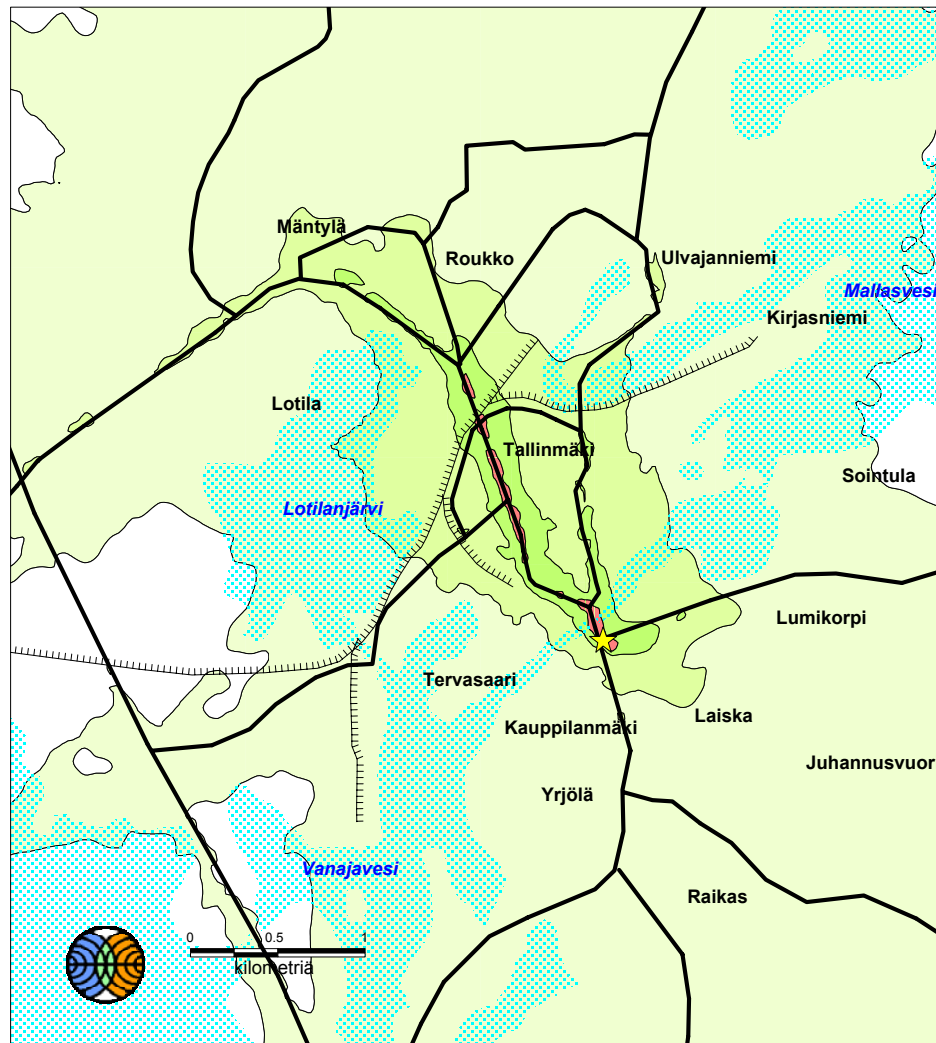 Mäntylä
Roukko
Ulvajanniemi
Mallasvesi
Kirjasniemi
Lotila
Tallinmäki
Sointula
Lotilanjärvi
Lumikorpi
Tervasaari
Laiska
Kauppilanmäki
Juhannusvuor
Yrjölä
Vanajavesi
Raikas
0 0.5 1
kilometriä